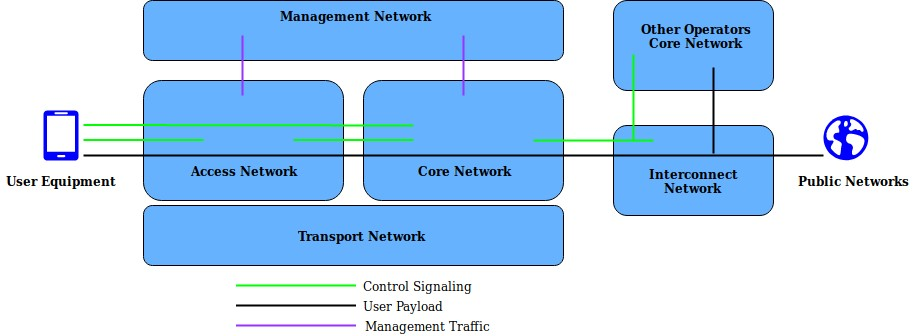 Management Network
Other Operators
Core Network
User Equipment
Access Network
Core Network
Interconnect
Network
Public Networks
Transport Network
Control Signaling
User Payload
Management Traffic